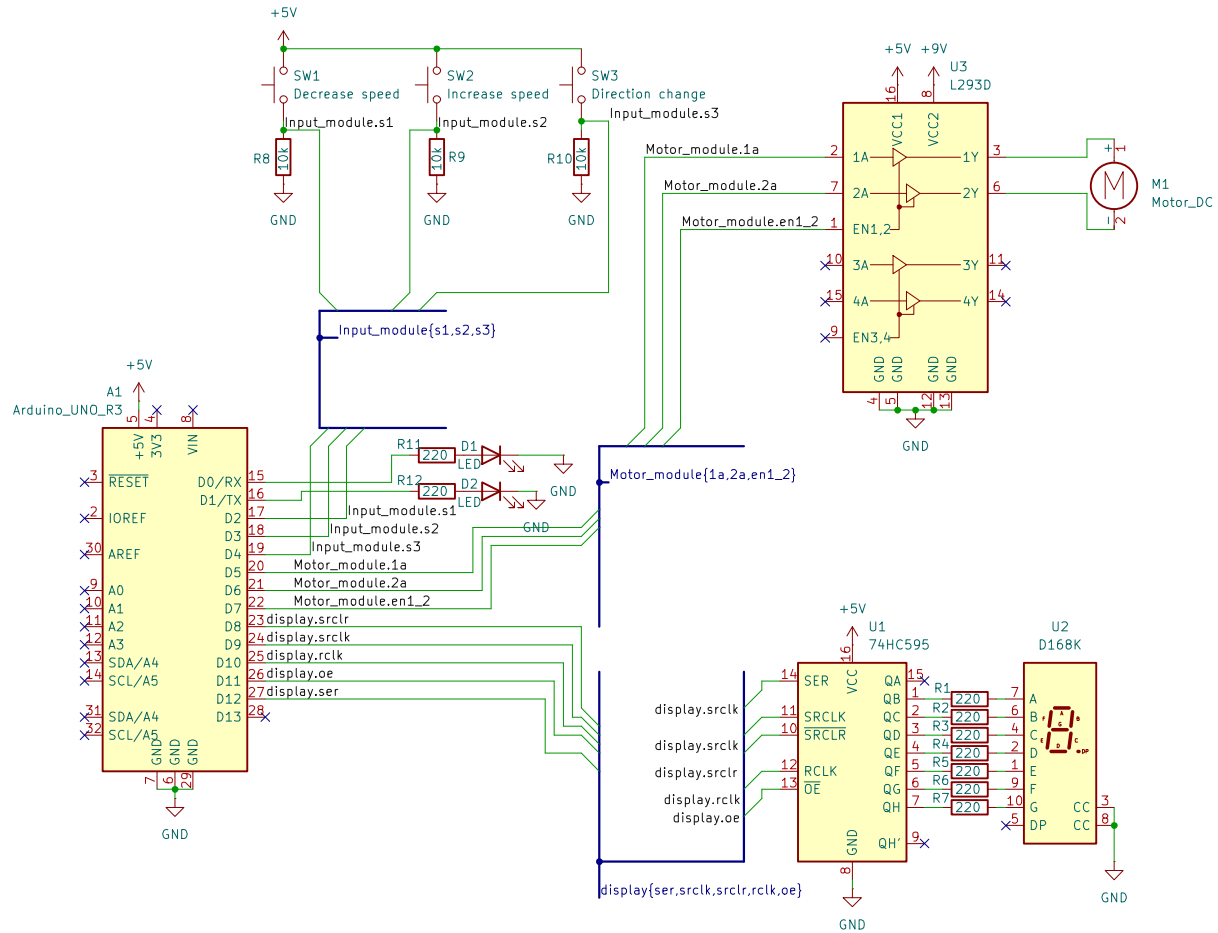 +5V
SW1
Decrease speed
SW2
Increase speed
SW3
Direction change
Input_module.s1
Input_module.s2
Input_module.s3
R8
10k
R9
10k
R10
10k
GND
GND
GND
+5V
+9V
U3
L293D
16
8
VCC1
VCC2
Motor_module.1a
2
1A
1Y
3
Motor_module.2a
7
2A
2Y
6
Motor_module.en1_2
1
EN1,2
10
3A
3Y
11
15
4A
4Y
14
9
EN3,4
GND
GND
GND
GND
4
5
12
13
GND
+
1
M
M1
Motor_DC
-
2
Input_module{s1,s2,s3}
+5V
A1
Arduino_UNO_R3
5
4
8
+5V
3V3
VIN
3
RESET
2
IOREF
30
AREF
9
A0
10
A1
11
A2
12
A3
13
SDA/A4
14
SCL/A5
31
SDA/A4
32
SCL/A5
GND
GND
GND
7
6
29
GND
D0/RX
15
D1/TX
16
D2
17
D3
18
D4
19
D5
20
D6
21
D7
22
D8
23
D9
24
D10
25
D11
26
D12
27
D13
28
R11
220
D1
LED
GND
R12
220
D2
LED
GND
Input_module.s1
Input_module.s2
GND
Input_module.s3
Motor_module.1a
Motor_module.2a
Motor_module.en1_2
display.srclr
display.srclk
display.rclk
display.oe
display.ser
Motor_module{1a,2a,en1_2}
display.srclk
display.srclk
display.srclr
display.rclk
display.oe
display{ser,srclk,srclr,rclk,oe}
+5V
U1
74HC595
16
VCC
14
SER
11
SRCLK
10
SRCLR
12
RCLK
13
OE
QA
15
QB
1
QC
2
QD
3
QE
4
QF
5
QG
6
QH
7
QH'
9
GND
8
GND
R1
220
R2
220
R3
220
R4
220
R5
220
R6
220
R7
220
U2
D168K
7
A
6
B
4
C
2
D
1
E
9
F
10
G
5
DP
A
F
B
G
E
C
D
DP
CC
3
CC
8
GND